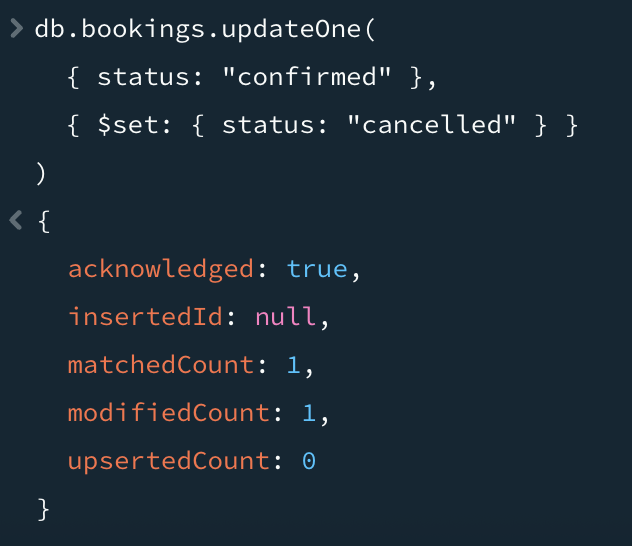 db.bookings.updateOne(
{ status: "confirmed" },
{ $set: { status: "cancelled" } }
)
{
acknowledged: true,
insertedId: null,
matchedCount: 1,
modifiedCount: 1,
upsertedCount: 0
}